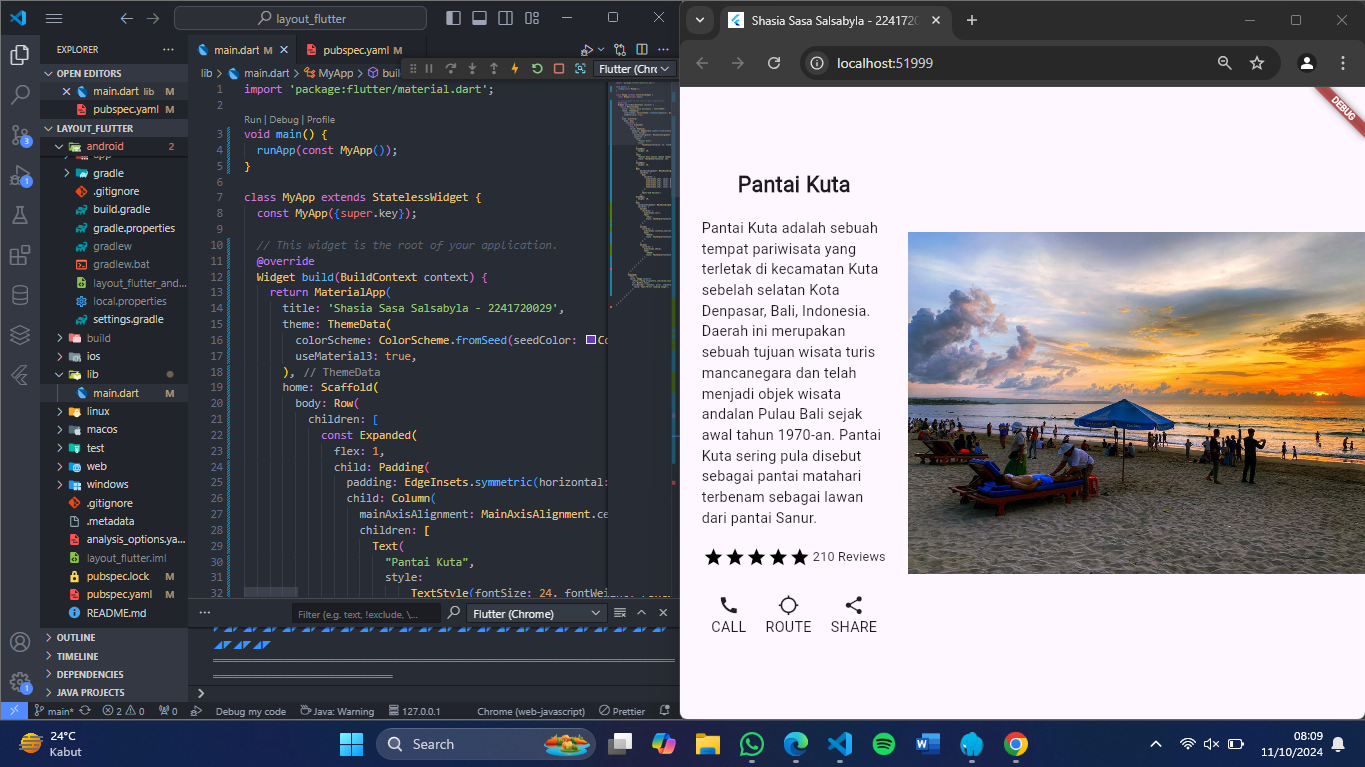 layout_flutter
EXPLORER
OPEN EDITORS
main.dart lib M
pubspec.yaml M
LAYOUT_FLUTTER
android 2
app
gradle
.gitignore
build.gradle
gradle.properties
gradlew
gradlew.bat
layout_flutter_and...
local.properties
settings.gradle
build
ios
lib
main.dart M
linux
macos
test
web
windows
.gitignore
.metadata
analysis_options.ya...
layout_flutter.iml
pubspec.lock M
pubspec.yaml M
README.md
OUTLINE
TIMELINE
DEPENDENCIES
JAVA PROJECTS
3
1
1
main.dart M
pubspec.yaml M
lib > main.dart > MyApp > buil
Flutter (Chr
1 import 'package:flutter/material.dart';
2
Run | Debug | Profile
3 void main() {
4 runApp(const MyApp());
5 }
6
7 class MyApp extends StatelessWidget {
8 const MyApp({super.key});
9
10 // This widget is the root of your application.
11 @override
12 Widget build(BuildContext context) {
13 return MaterialApp(
14 title: 'Shasia Sasa Salsabyla - 2241720029',
15 theme: ThemeData(
16 colorScheme: ColorScheme.fromSeed(seedColor: Co
17 useMaterial3: true,
18 ), // ThemeData
19 home: Scaffold(
20 body: Row(
21 children: [
22 const Expanded(
23 flex: 1,
24 child: Padding(
25 padding: EdgeInsets.symmetric(horizontal:
26 child: Column(
27 mainAxisAlignment: MainAxisAlignment.ce
28 children: [
29 Text(
30 "Pantai Kuta",
31 style:
32 TextStyle(fontSize: 24, fontWeight:
Filter (e.g. text, !exclude, \...
Flutter (Chrome)
main* 2 0 0 Debug my code Java: Warning 127.0.0.1 Chrome (web-javascript) Prettier
Shasia Sasa Salsabyla - 2241720
localhost:51999
DEBUG
Pantai Kuta
Pantai Kuta adalah sebuah
tempat pariwisata yang
terletak di kecamatan Kuta
sebelah selatan Kota
Denpasar, Bali, Indonesia.
Daerah ini merupakan
sebuah tujuan wisata turis
mancanegara dan telah
menjadi objek wisata
andalan Pulau Bali sejak
awal tahun 1970-an. Pantai
Kuta sering pula disebut
sebagai pantai matahari
terbenam sebagai lawan
dari pantai Sanur.
210 Reviews
CALL ROUTE SHARE
24°C
Kabut
Search
08:09
11/10/2024